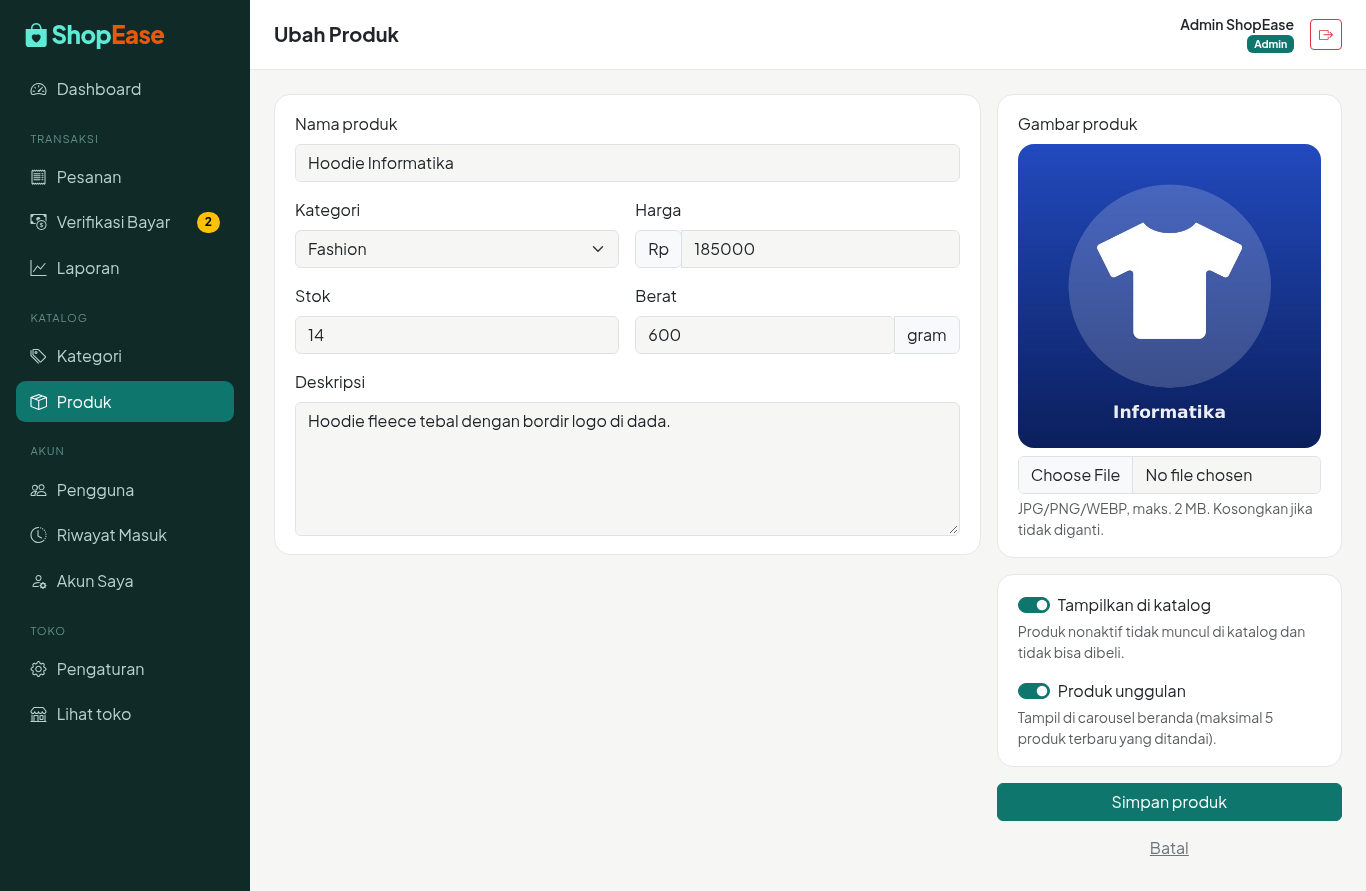 ShopEase
Dashboard
TRANSAKSI
Pesanan
Verifikasi Bayar 2
Laporan
KATALOG
Kategori
Produk
AKUN
Pengguna
Riwayat Masuk
Akun Saya
TOKO
Pengaturan
Lihat toko
Ubah Produk
Admin ShopEase
Admin
Nama produk
Hoodie Informatika
Kategori
Harga
Fashion
Rp 185000
Stok
Berat
14
600 gram
Deskripsi
Hoodie fleece tebal dengan bordir logo di dada.
Gambar produk
Informatika
Choose File No file chosen
JPG/PNG/WEBP, maks. 2 MB. Kosongkan jika
tidak diganti.
Tampilkan di katalog
Produk nonaktif tidak muncul di katalog dan
tidak bisa dibeli.
Produk unggulan
Tampil di carousel beranda (maksimal 5
produk terbaru yang ditandai).
Simpan produk
Batal